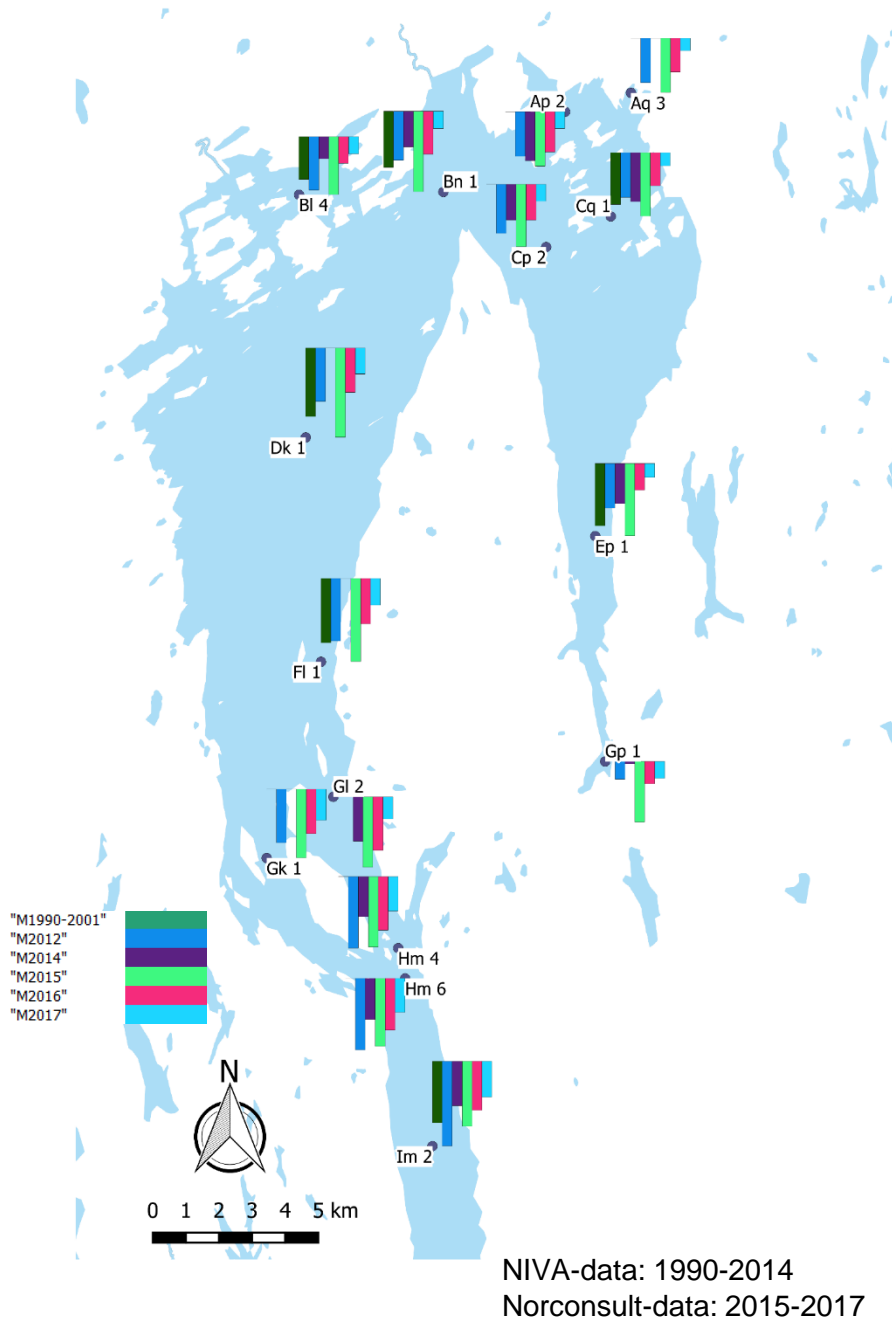 Aq 3
Ap 2
Bn 1
Bl 4
Cq 1
Cp 2
Dk 1
Ep 1
Fl 1
Gp 1
Gl 2
Gk 1
"M1990-2001"
"M2012"
"M2014"
"M2015"
"M2016"
"M2017"
Hm 4
Hm 6
N
Im 2
0 1 2 3 4 5 km
NIVA-data: 1990-2014
Norconsult-data: 2015-2017